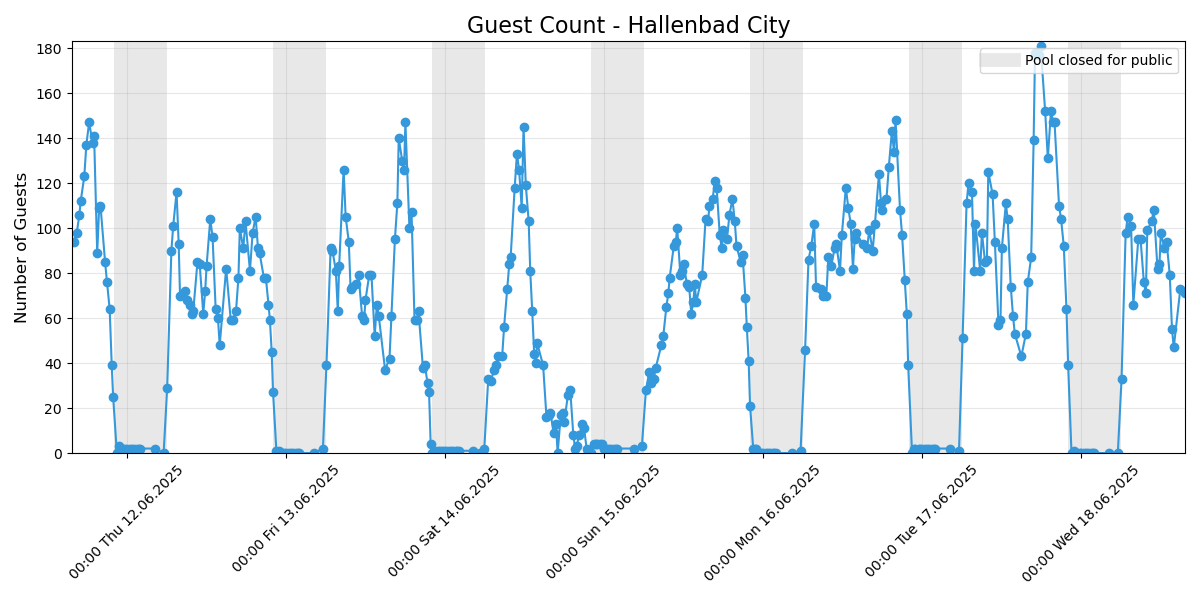 Guest Count - Hallenbad City
Pool closed for public
Number of Guests
180
160
140
120
100
80
60
40
20
0
00:00 Thu 12.06.2025
00:00 Fri 13.06.2025
00:00 Sat 14.06.2025
00:00 Sun 15.06.2025
00:00 Mon 16.06.2025
00:00 Tue 17.06.2025
00:00 Wed 18.06.2025